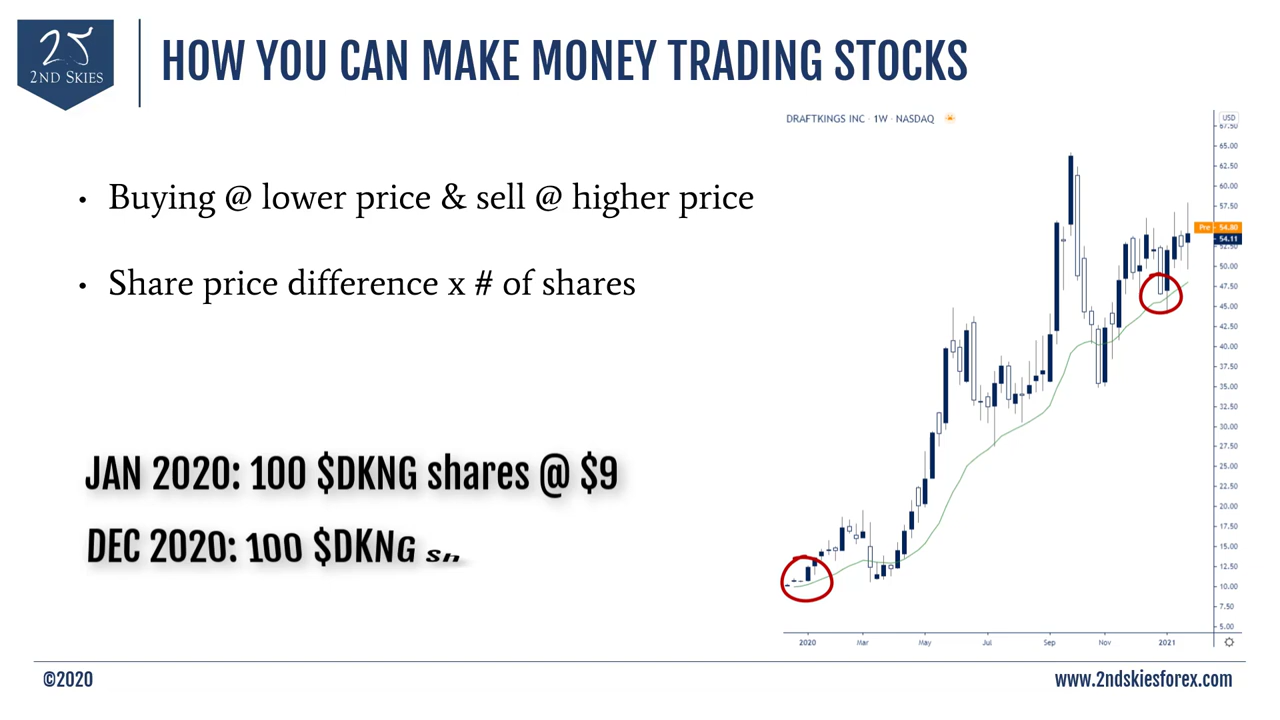 25
2ND SKIES
HOW YOU CAN MAKE MONEY TRADING STOCKS
DRAFTKINGS INC · 1W · NASDAQ
• Buying @ lower price & sell @ higher price
• Share price difference x # of shares
JAN 2020: 100 $DKNG shares @ $9
DEC 2020: 100 $DKNG sh
USD
67.50
65.00
62.50
60.00
57.50
Pre 54.80
54.11
52.50
50.00
47.50
45.00
42.50
40.00
37.50
35.00
32.50
30.00
27.50
25.00
22.50
20.00
17.50
15.00
12.50
10.00
7.50
5.00
2020 Mar May Jul Sep Nov 2021
©2020
www.2ndskiesforex.com